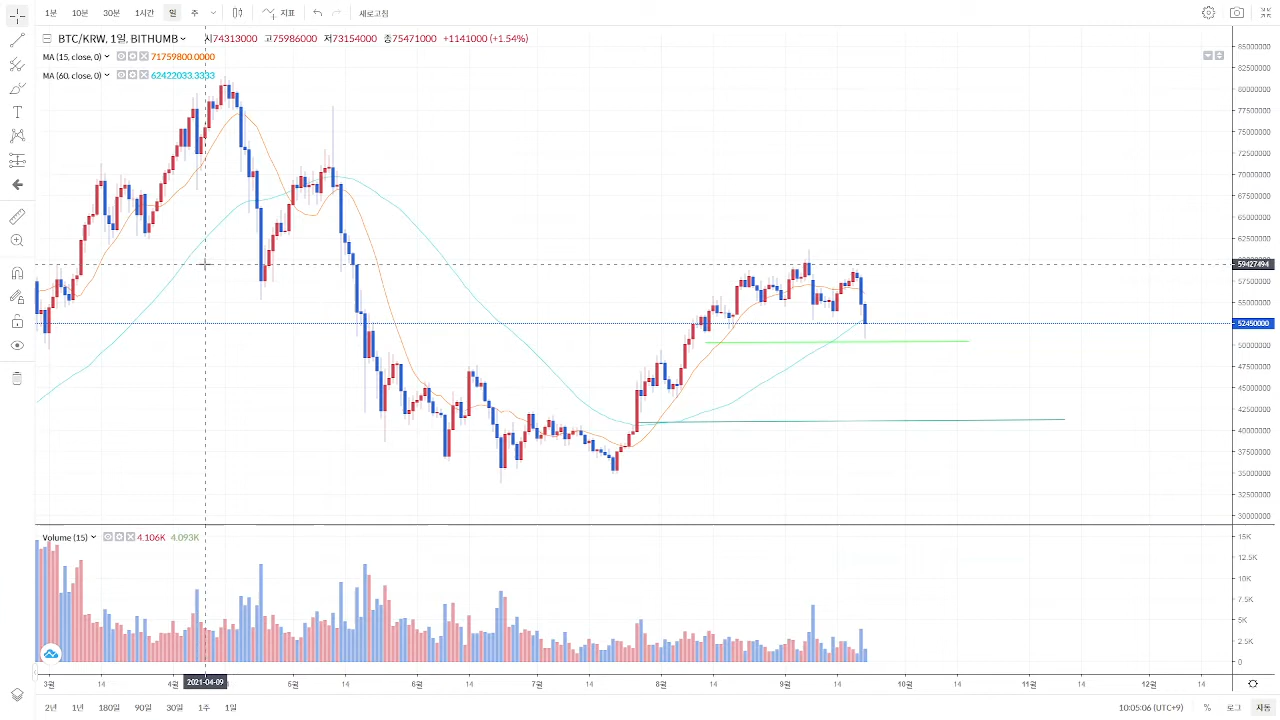 1분 10분 30분 1시간 일 주 지표 새로고침
BTC/KRW, 1일, BITHUMB 시74313000 고75986000 저73154000 종75471000 +1141000 (+1.54%)
MA (15, close, 0) 71759800.0000
MA (60, close, 0) 62422033.3333
85000000
82500000
80000000
77500000
75000000
72500000
70000000
67500000
65000000
62500000
59427494
57500000
55000000
52450000
50000000
47500000
45000000
42500000
40000000
37500000
35000000
32500000
30000000
Volume (15) 4.106K 4.093K
15K
12.5K
10K
7.5K
5K
2.5K
0
3월 14 4월 2021-04-09 5월 14 6월 14 7월 14 8월 14 9월 14 10월 14 11월 14 12월 14
2년 1년 180일 90일 30일 1주 1일 10:05:06 (UTC+9) % 로그 자동